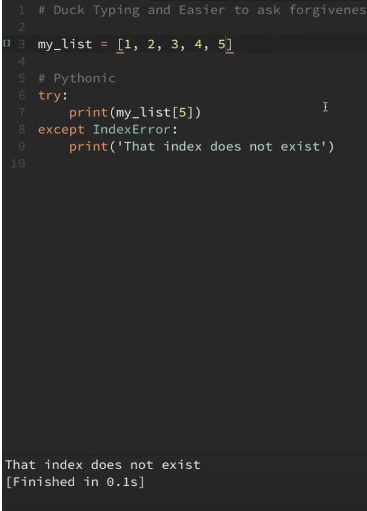 1 # Duck Typing and Easier to ask forgivenes
2
3 my_list = [1, 2, 3, 4, 5]
4
5 # Pythonic
6 try:
7     print(my_list[5])
8 except IndexError:
9     print('That index does not exist')
10
That index does not exist
[Finished in 0.1s]